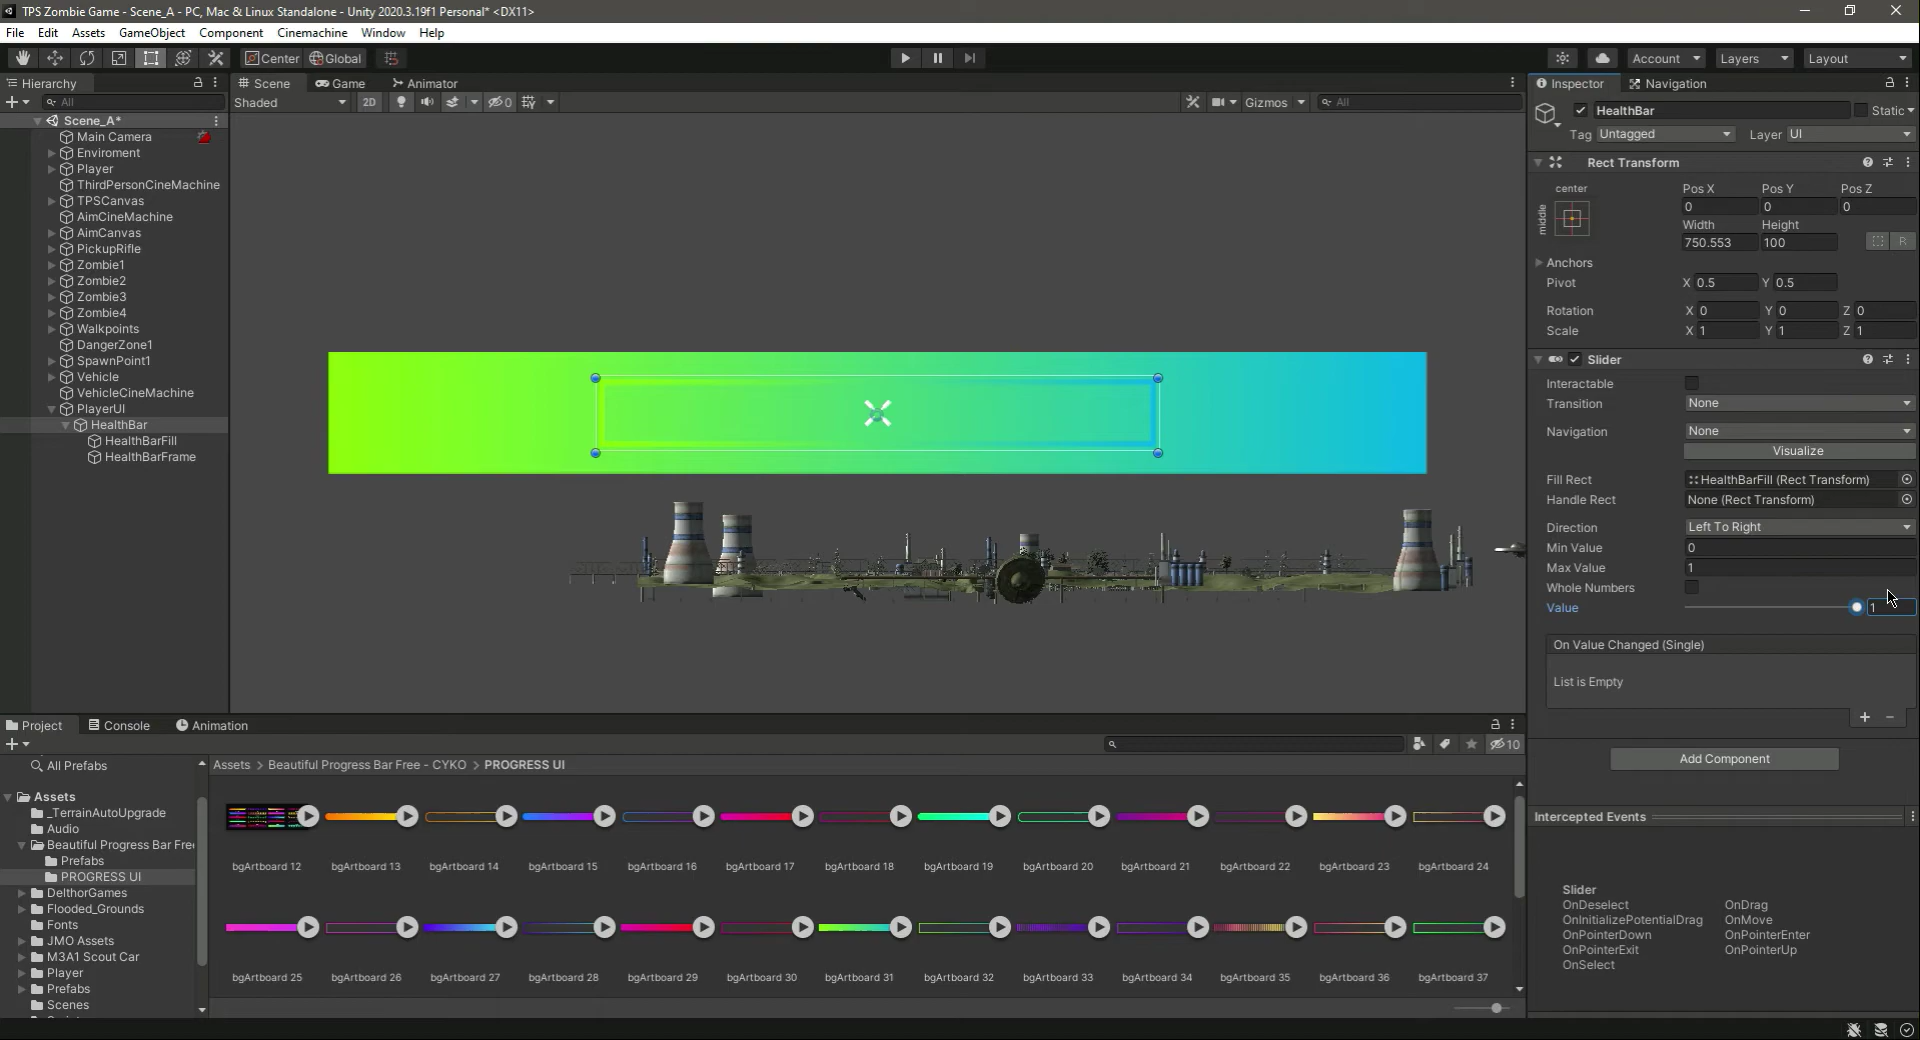 TPS Zombie Game - Scene_A - PC, Mac & Linux Standalone - Unity 2020.3.19f1 Personal* <DX11>
File Edit Assets GameObject Component Cinemachine Window Help
Center Global Account Layers Layout
Hierarchy
All
Scene_A*
Main Camera
Enviroment
Player
ThirdPersonCineMachine
TPSCanvas
AimCineMachine
AimCanvas
PickupRifle
Zombie1
Zombie2
Zombie3
Zombie4
Walkpoints
DangerZone1
SpawnPoint1
Vehicle
VehicleCineMachine
PlayerUI
HealthBar
HealthBarFill
HealthBarFrame
Scene Game Animator
Shaded 2D 0 Gizmos All
Inspector Navigation
HealthBar Static
Tag Untagged Layer UI
Rect Transform
center
middle
Pos X Pos Y Pos Z
0 0 0
Width Height
750.553 100 R
Anchors
Pivot X 0.5 Y 0.5
Rotation X 0 Y 0 Z 0
Scale X 1 Y 1 Z 1
Slider
Interactable
Transition None
Navigation None
Visualize
Fill Rect HealthBarFill (Rect Transform)
Handle Rect None (Rect Transform)
Direction Left To Right
Min Value 0
Max Value 1
Whole Numbers
Value 1
On Value Changed (Single)
List is Empty
Add Component
Intercepted Events
Slider
OnDeselect OnDrag
OnInitializePotentialDrag OnMove
OnPointerDown OnPointerEnter
OnPointerExit OnPointerUp
OnSelect
Project Console Animation
10
All Prefabs
Assets
_TerrainAutoUpgrade
Audio
Beautiful Progress Bar Free
Prefabs
PROGRESS UI
DelthorGames
Flooded_Grounds
Fonts
JMO Assets
M3A1 Scout Car
Player
Prefabs
Scenes
Assets > Beautiful Progress Bar Free - CYKO > PROGRESS UI
bgArtboard 12 bgArtboard 13 bgArtboard 14 bgArtboard 15 bgArtboard 16 bgArtboard 17 bgArtboard 18 bgArtboard 19 bgArtboard 20 bgArtboard 21 bgArtboard 22 bgArtboard 23 bgArtboard 24
bgArtboard 25 bgArtboard 26 bgArtboard 27 bgArtboard 28 bgArtboard 29 bgArtboard 30 bgArtboard 31 bgArtboard 32 bgArtboard 33 bgArtboard 34 bgArtboard 35 bgArtboard 36 bgArtboard 37